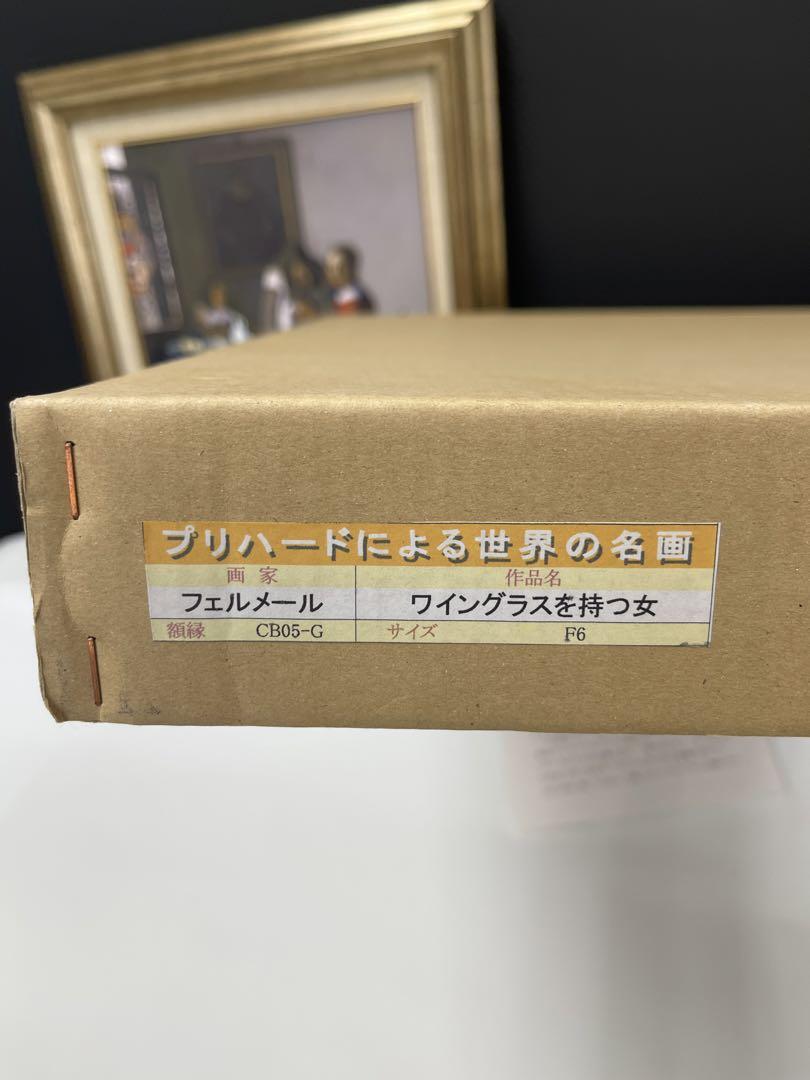 プリハードによる世界の名画
画家 作品名
フェルメール ワイングラスを持つ女
額縁 CB05-G サイズ F6